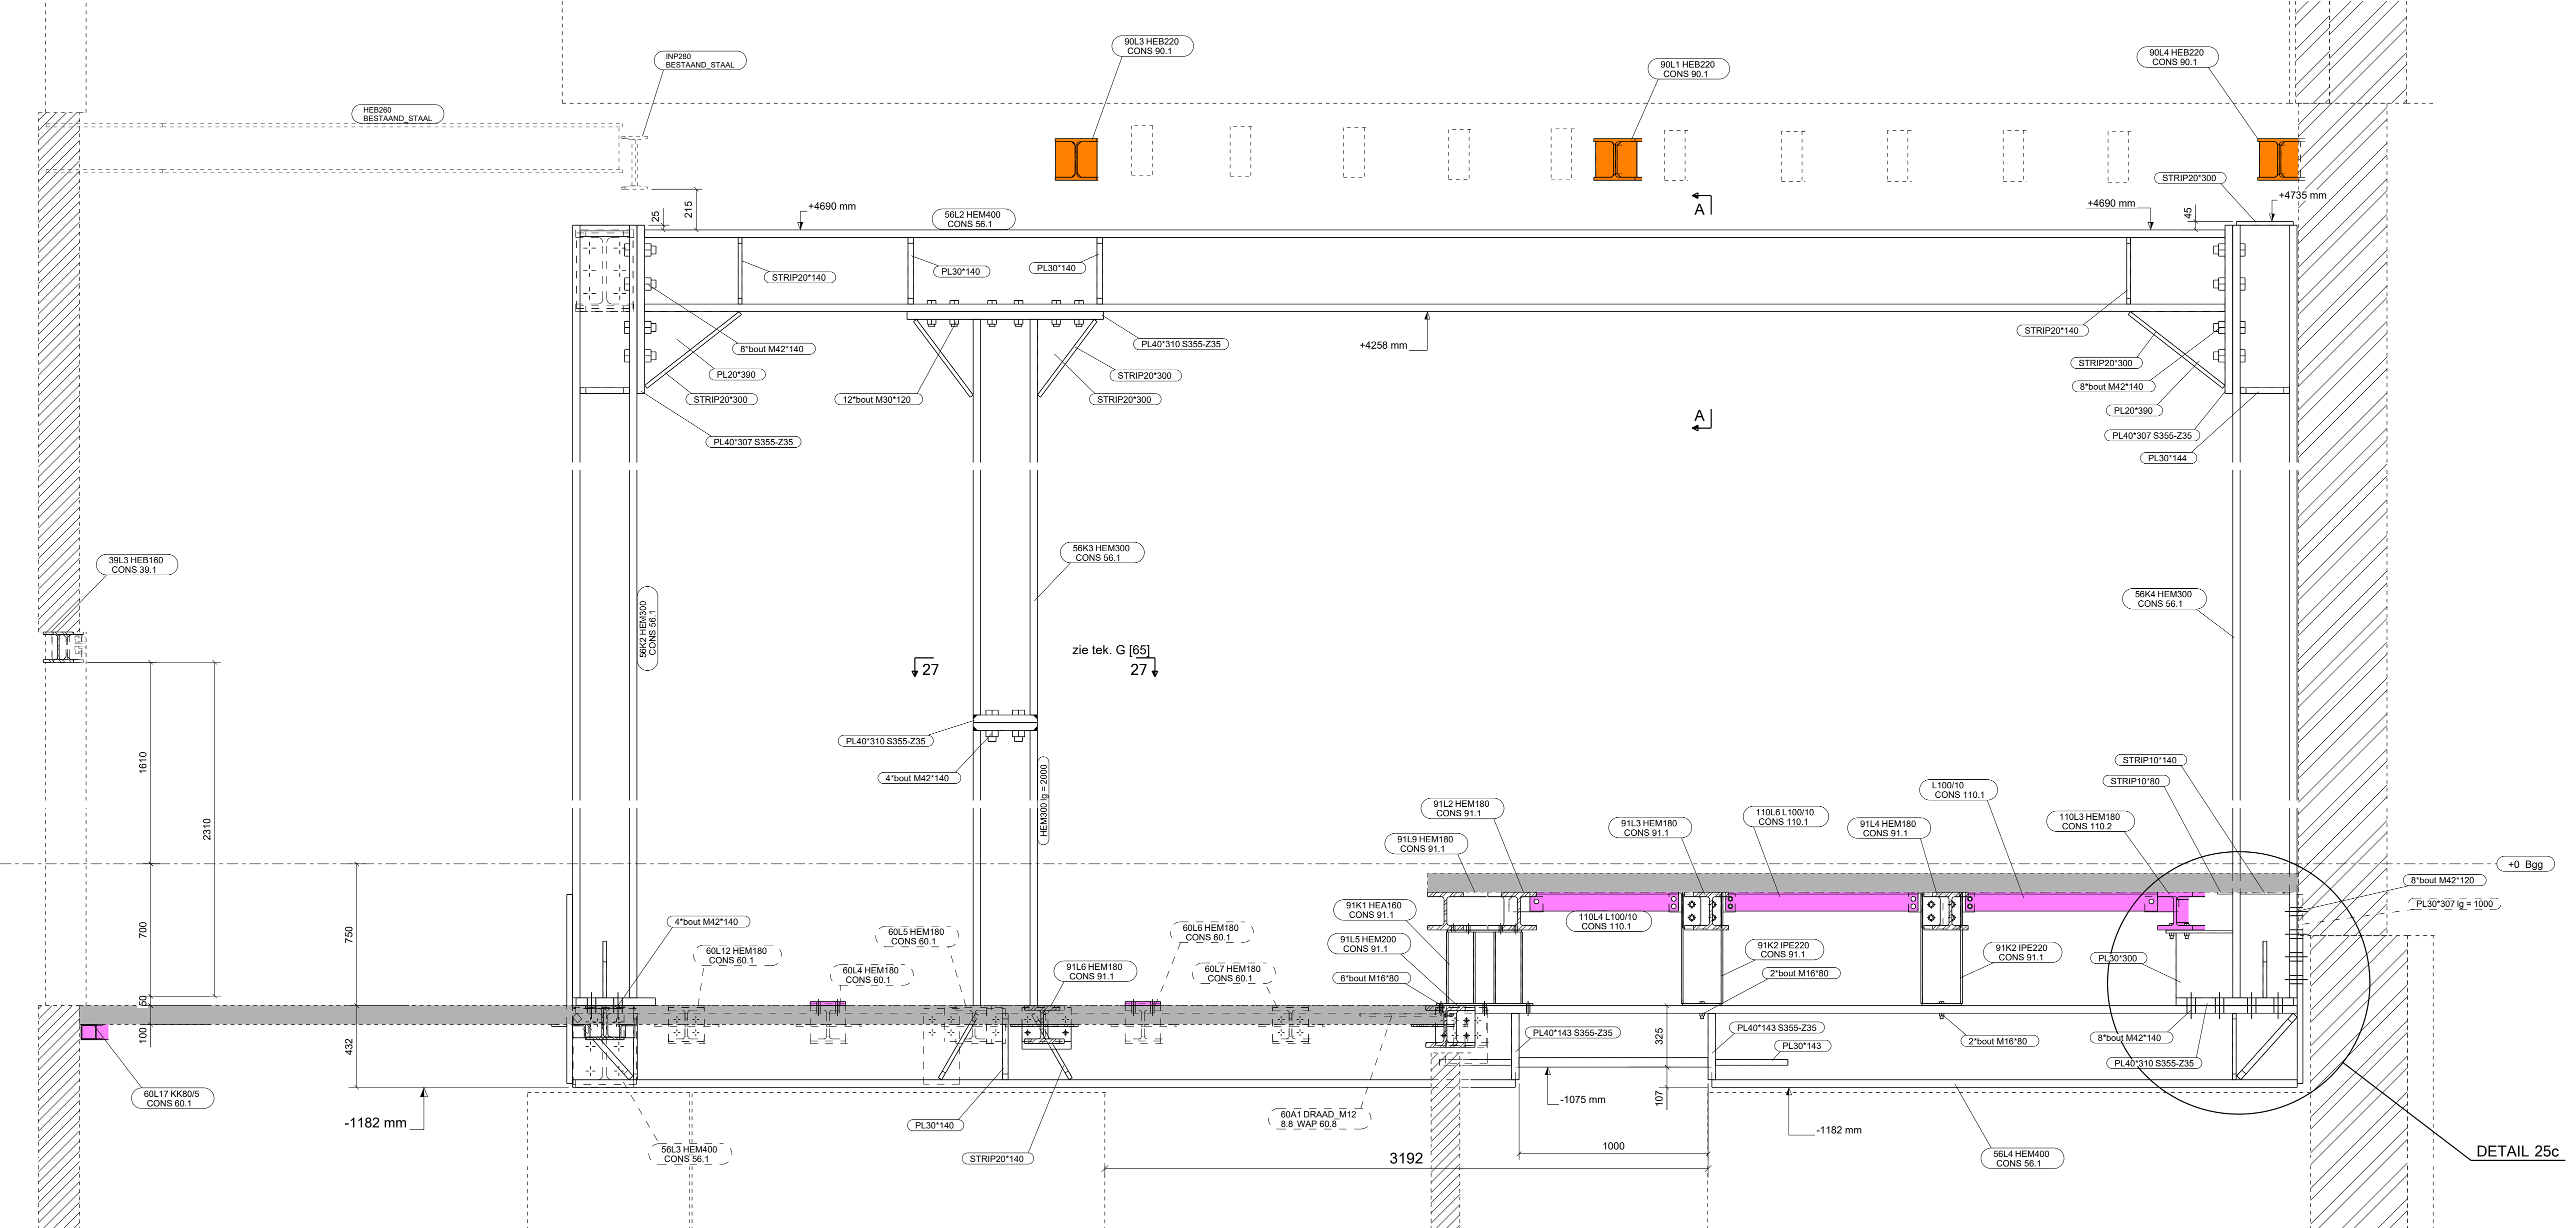 90L3 HEB220
CONS 90.1
INP280
BESTAAND_STAAL
90L1 HEB220
CONS 90.1
90L4 HEB220
CONS 90.1
HEB260
BESTAAND_STAAL
STRIP20*300
+4735 mm
25
215
+4690 mm
56L2 HEM400
CONS 56.1
A
+4690 mm
45
STRIP20*140
PL30*140
PL30*140
8*bout M42*140
PL20*390
STRIP20*300
12*bout M30*120
PL40*310 S355-Z35
STRIP20*300
STRIP20*300
+4258 mm
STRIP20*140
STRIP20*300
8*bout M42*140
PL20*390
PL40*307 S355-Z35
PL30*144
PL40*307 S355-Z35
A
39L3 HEB160
CONS 39.1
56K2 HEM300
CONS 56.1
56K3 HEM300
CONS 56.1
56K4 HEM300
CONS 56.1
zie tek. G [65]
27
27
PL40*310 S355-Z35
4*bout M42*140
HEM300 lg = 2000
1610
2310
700
750
50
100
432
STRIP10*140
STRIP10*80
L100/10
CONS 110.1
91L2 HEM180
CONS 91.1
91L3 HEM180
CONS 91.1
110L6 L100/10
CONS 110.1
91L4 HEM180
CONS 91.1
110L3 HEM180
CONS 110.2
91L9 HEM180
CONS 91.1
+0 Bgg
8*bout M42*120
PL30*307 lg = 1000
91K1 HEA160
CONS 91.1
110L4 L100/10
CONS 110.1
4*bout M42*140
60L12 HEM180
CONS 60.1
60L5 HEM180
CONS 60.1
60L6 HEM180
CONS 60.1
60L4 HEM180
CONS 60.1
91L6 HEM180
CONS 91.1
60L7 HEM180
CONS 60.1
91L5 HEM200
CONS 91.1
6*bout M16*80
91K2 IPE220
CONS 91.1
2*bout M16*80
91K2 IPE220
CONS 91.1
PL30*300
PL40*143 S355-Z35
325
PL40*143 S355-Z35
PL30*143
2*bout M16*80
8*bout M42*140
PL40*310 S355-Z35
60L17 KK80/5
CONS 60.1
-1182 mm
56L3 HEM400
CONS 56.1
PL30*140
STRIP20*140
60A1 DRAAD_M12
8.8 WAP 60.8
-1075 mm
107
-1182 mm
1000
3192
56L4 HEM400
CONS 56.1
DETAIL 25c